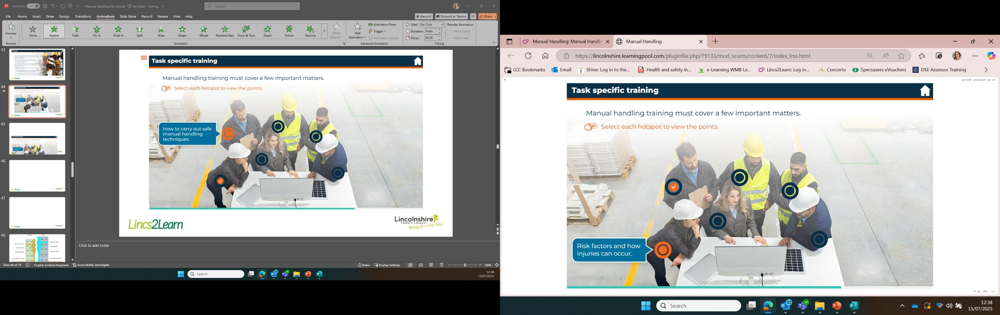 AutoSave
Manual Handling for schools
No Label • Saving...
Search
File
Home
Insert
Draw
Design
Transitions
Animations
Slide Show
Record
Review
View
Help
Record
Present in Teams
Share
Preview
None
Appear
Fade
Fly In
Float In
Split
Wipe
Shape
Wheel
Random Bars
Grow & Turn
Zoom
Swivel
Bounce
Effect
Options
Add
Animation
Animation Pane
Trigger
Animation Painter
Start: On Click
Duration: Auto
Delay: 00.00
Reorder Animation
Move Earlier
Move Later
Preview
Animation
Advanced Animation
Timing
43
44
45
46
47
48
1
Task specific training
Manual handling training must cover a few important matters.
Select each hotspot to view the points.
How to carry out safe
manual handling
techniques.
Lincs2Learn
Lincolnshire
COUNTY COUNCIL
Working for a better future
Click to add notes
Slide 44 of 78
English (United Kingdom)
Accessibility: Investigate
Notes
Display Settings
100%
Search
12:38
15/07/2025
Manual Handling: Manual Handli
Manual Handling
https://lincolnshire.learningpool.com/pluginfile.php/79133/mod_scorm/content/7/index_lms.html
LCC Bookmarks
Email
Shine: Log in to the...
Health and safety in...
e-Learning WMB Le...
Lincs2Learn: Log in...
Concerto
Specsavers eVouchers
DSE Assessor Training
Task specific training
Manual handling training must cover a few important matters.
Select each hotspot to view the points.
Risk factors and how
injuries can occur.
Search
12:38
15/07/2025